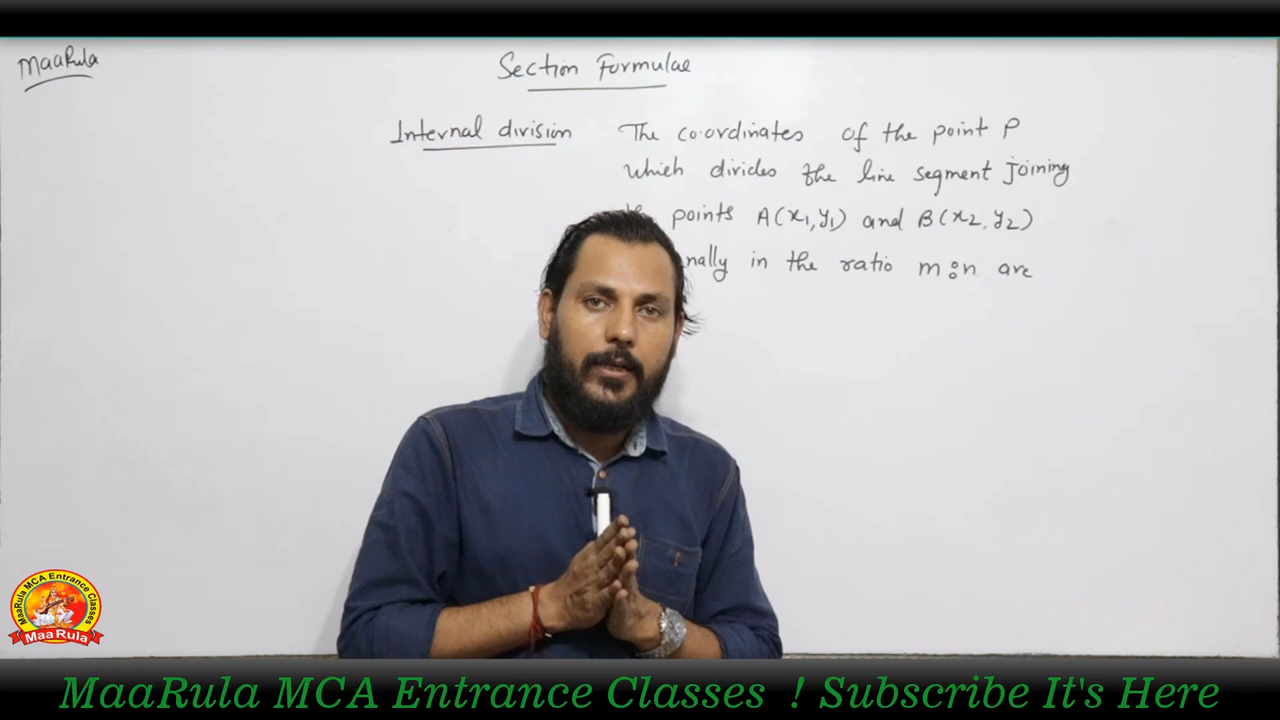 MaaRula
Section Formulae
Internal division The co-ordinates of the point P
which divides the line segment joining
points A(x1, y1) and B(x2, y2)
nally in the ratio m:n are
MaaRula MCA Entrance Classes
MaaRula
MaaRula MCA Entrance Classes ! Subscribe It's Here